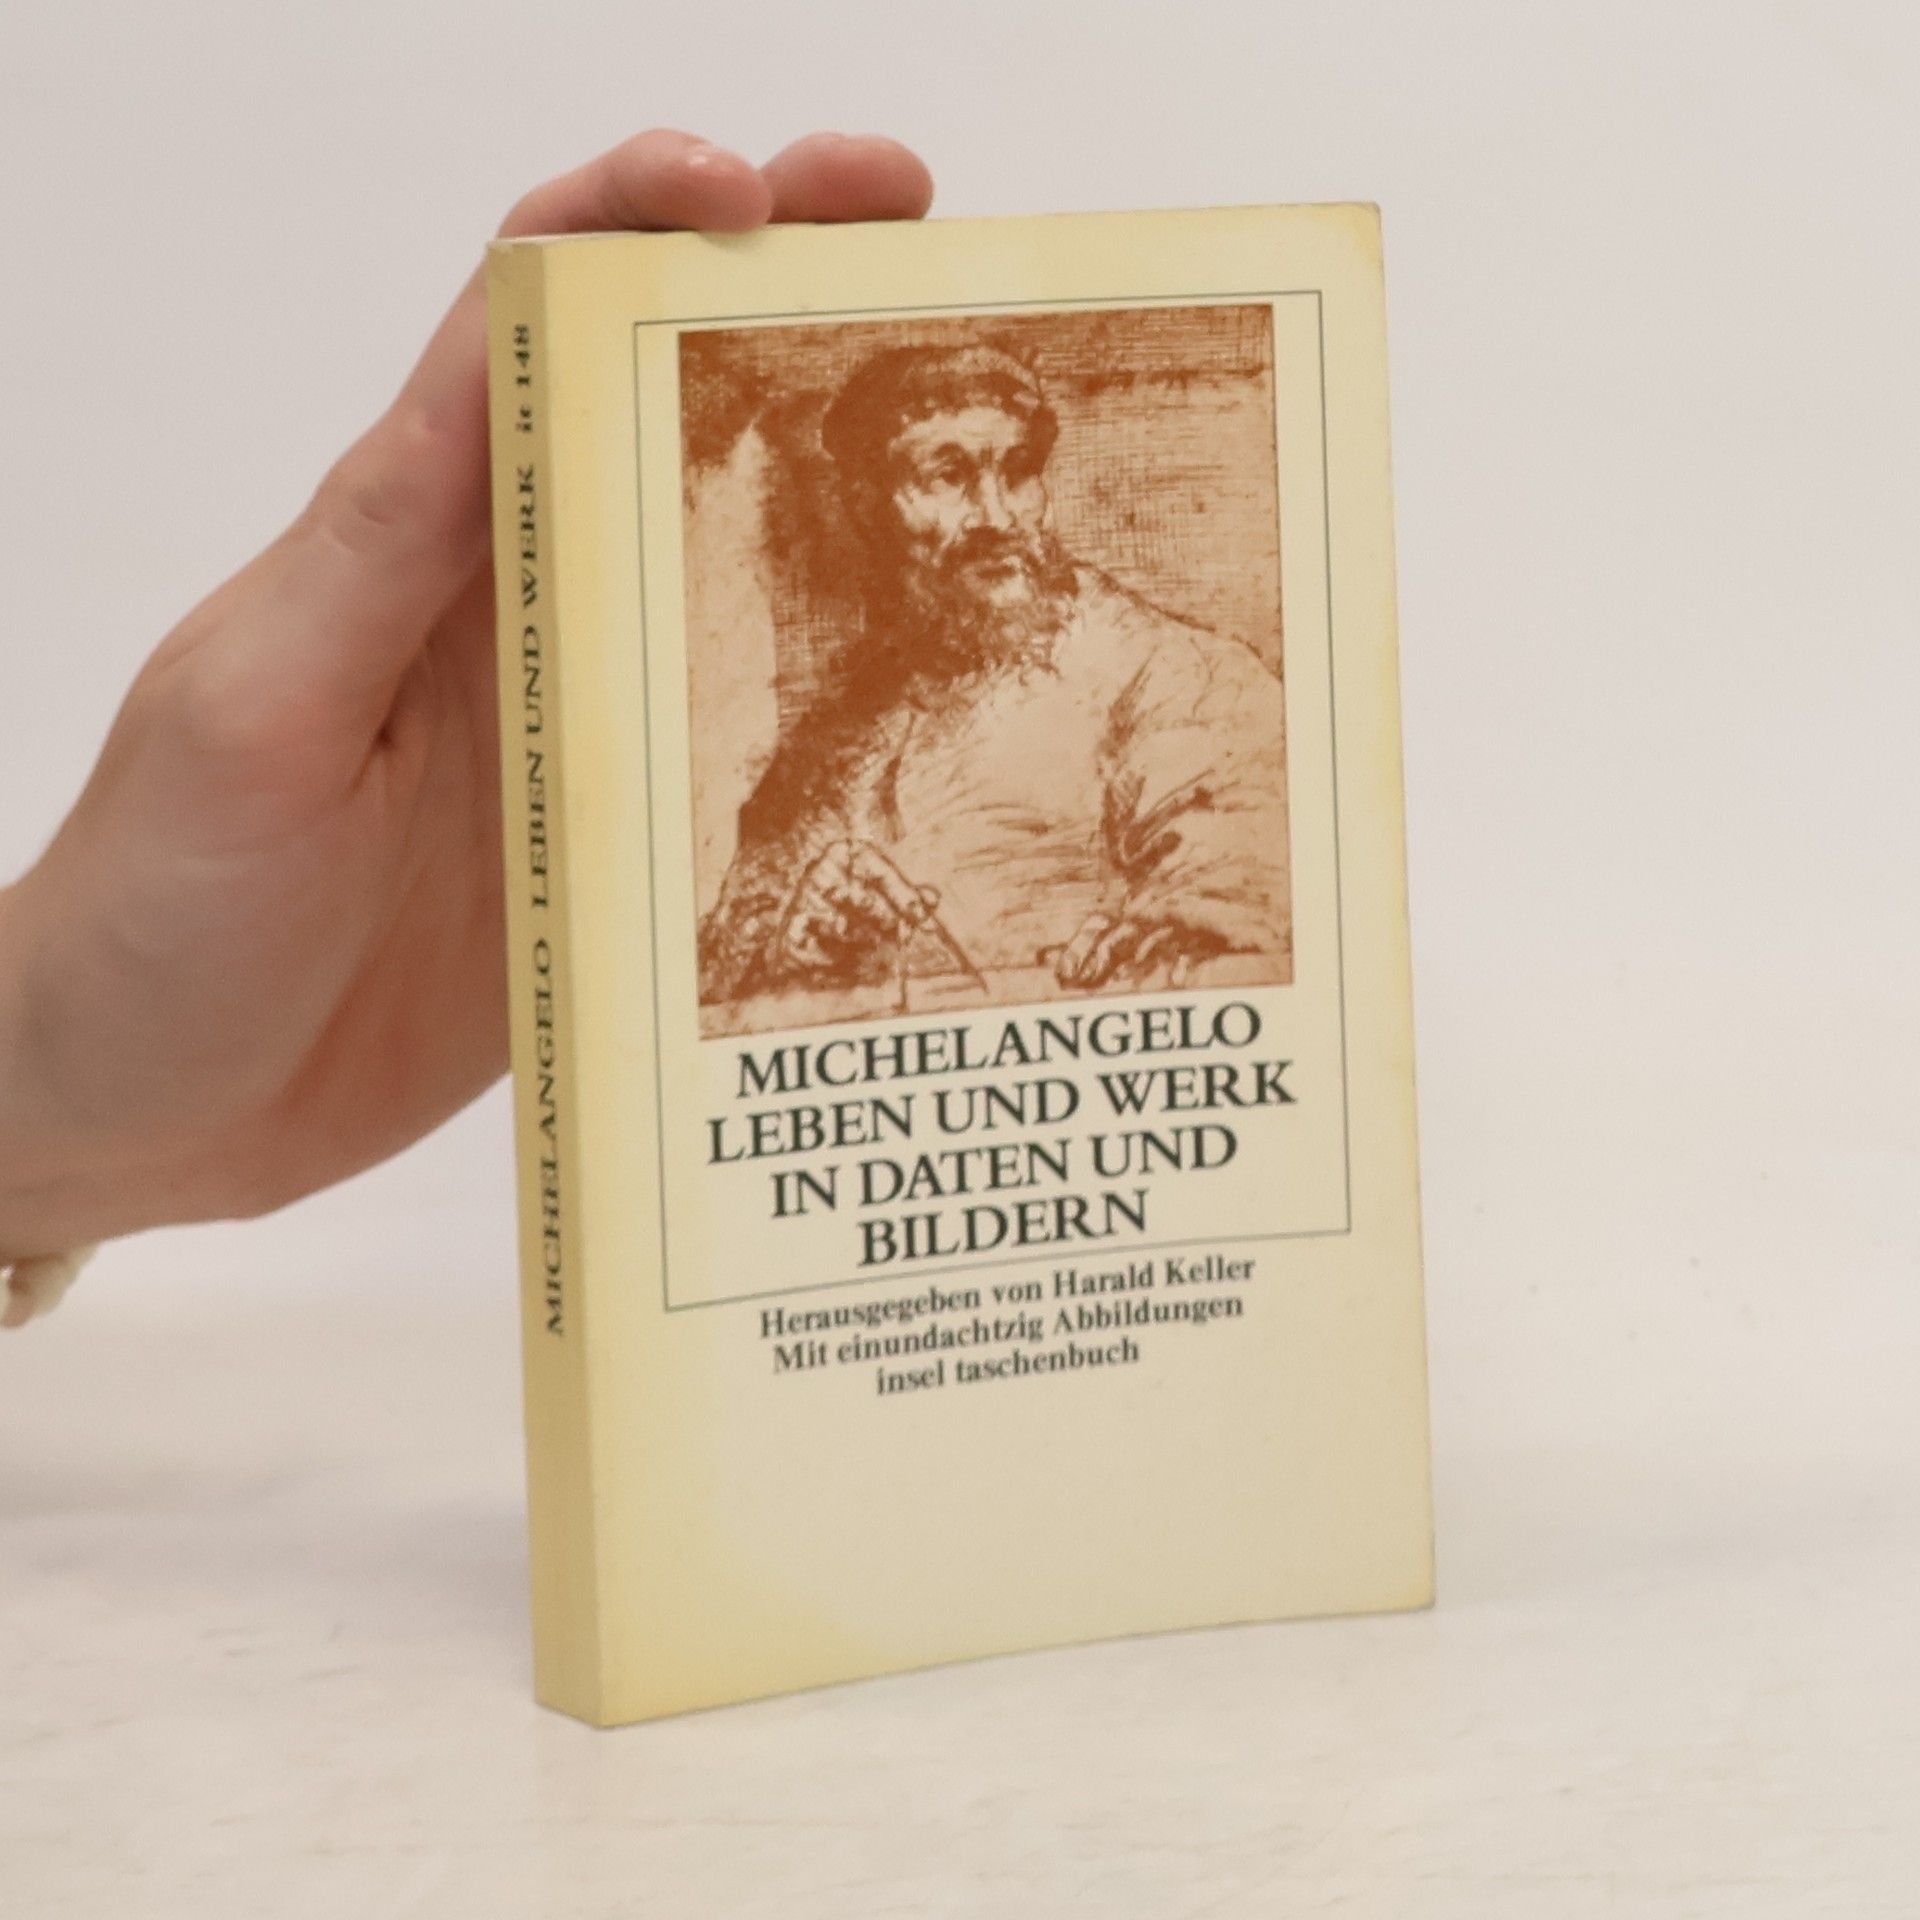 MICHELANGELO LEBEN UND WERK it 148
MICHELANGELO
LEBEN UND WERK
IN DATEN UND
BILDERN
Herausgegeben von Harald Keller
Mit einundachtzig Abbildungen
insel taschenbuch